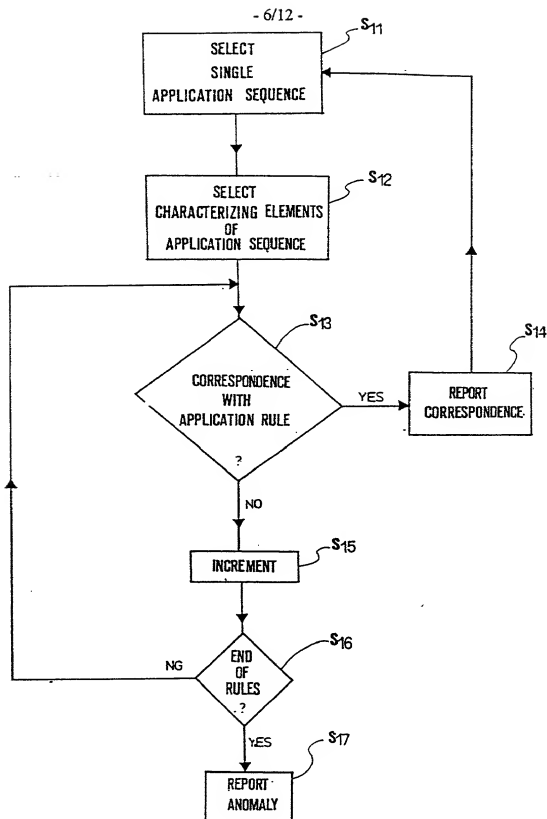 - 6/12 -
S11
SELECT
SINGLE
APPLICATION SEQUENCE
S12
SELECT
CHARACTERIZING ELEMENTS
OF
APPLICATION SEQUENCE
S13
CORRESPONDENCE
WITH
APPLICATION RULE
?
YES
S14
REPORT
CORRESPONDENCE
NO
S15
INCREMENT
S16
END
OF
RULES
?
NG
YES
S17
REPORT
ANOMALY